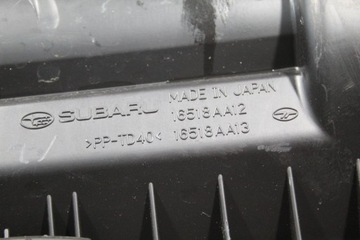 SUBARU MADE IN JAPAN
16518AA12
>PP-TD40< 16518AA13